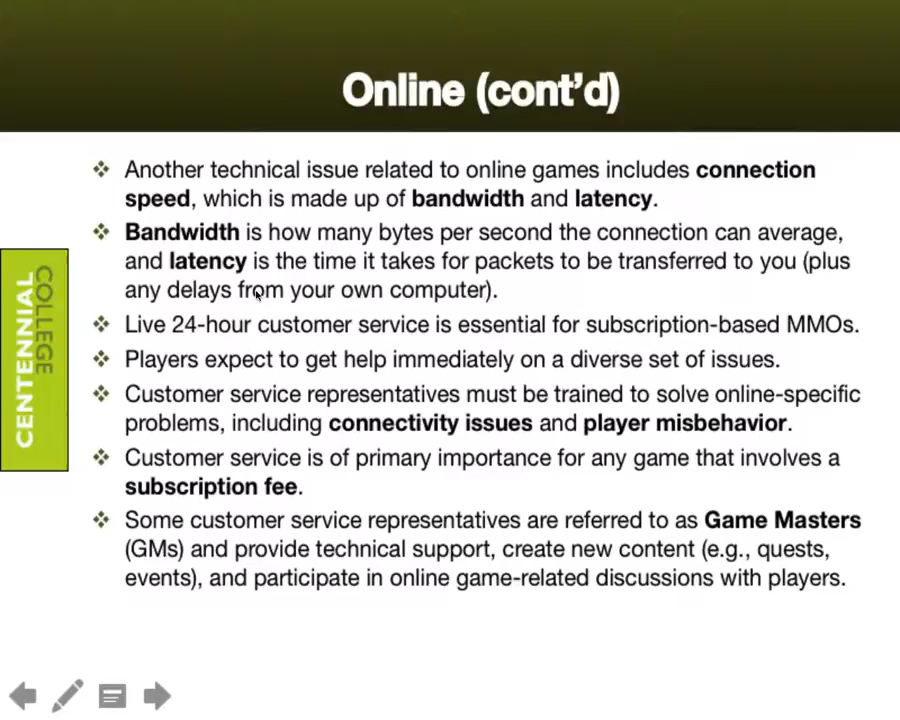 Online (cont’d)
Another technical issue related to online games includes connection
speed, which is made up of bandwidth and latency.
Bandwidth is how many bytes per second the connection can average,
and latency is the time it takes for packets to be transferred to you (plus
any delays from your own computer).
Live 24-hour customer service is essential for subscription-based MMOs.
Players expect to get help immediately on a diverse set of issues.
Customer service representatives must be trained to solve online-specific
problems, including connectivity issues and player misbehavior.
Customer service is of primary importance for any game that involves a
subscription fee.
Some customer service representatives are referred to as Game Masters
(GMs) and provide technical support, create new content (e.g., quests,
events), and participate in online game-related discussions with players.
CENTENNIAL
COLLEGE